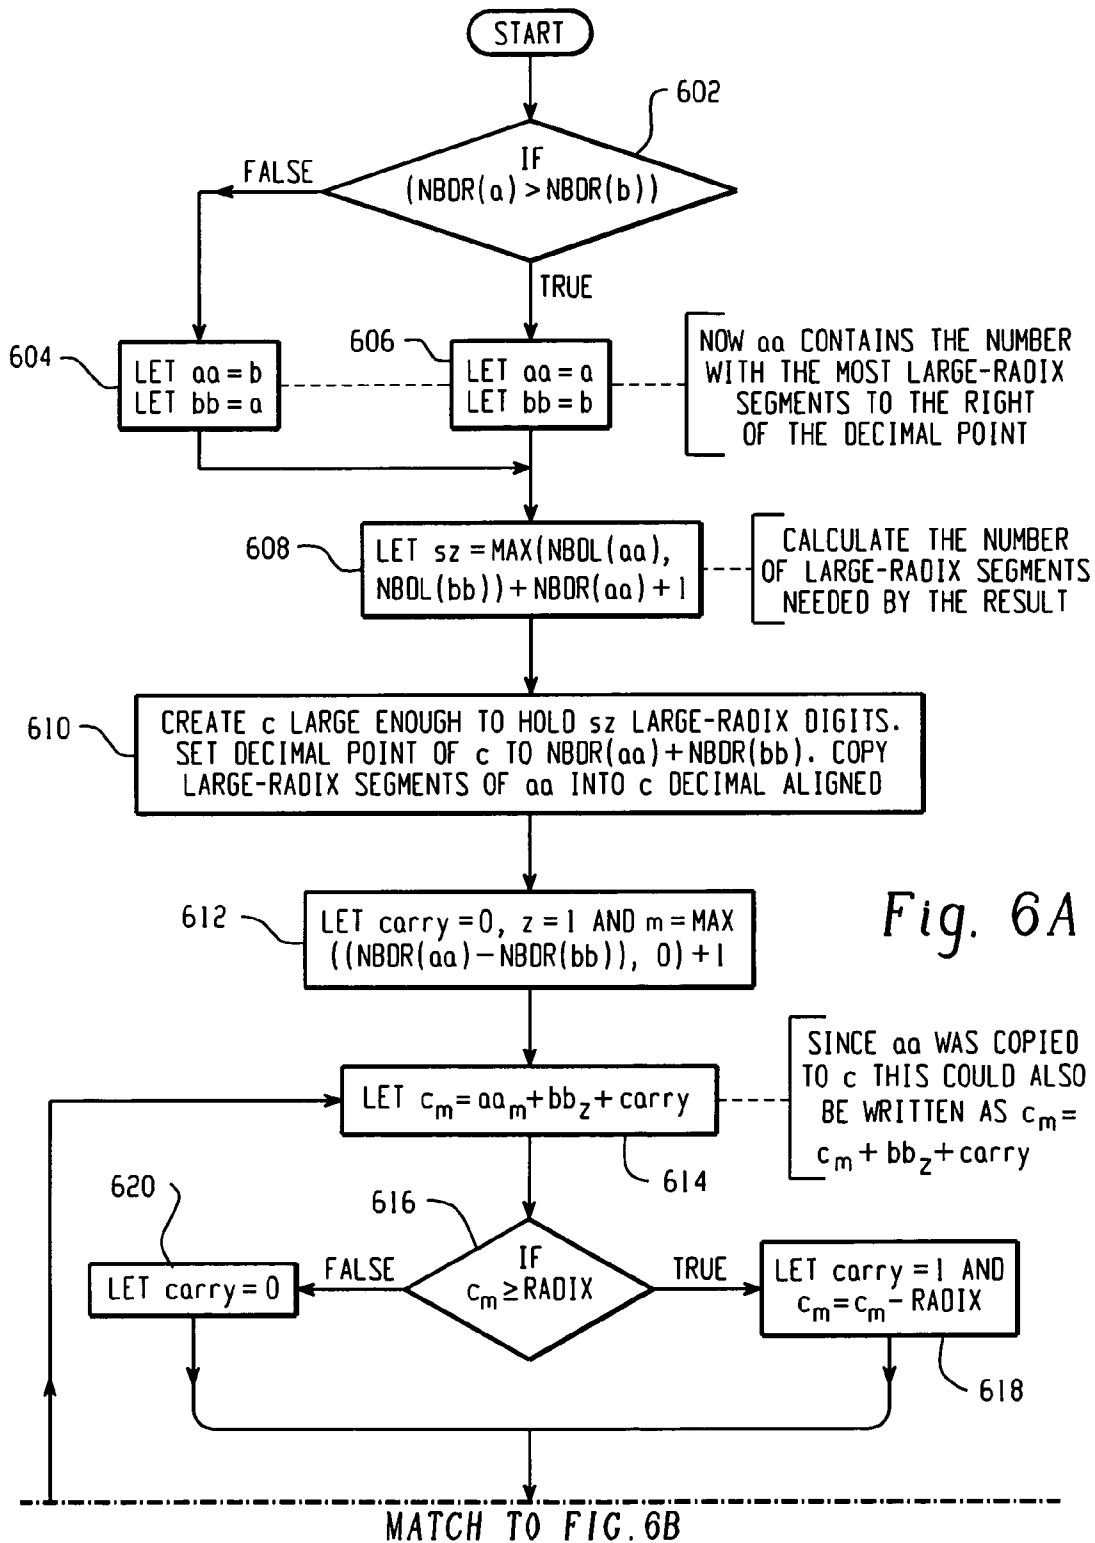 START
602
IF
(NBDR(a) > NBDR(b))
FALSE
TRUE
604
LET aa = b
LET bb = a
606
LET aa = a
LET bb = b
NOW aa CONTAINS THE NUMBER
WITH THE MOST LARGE-RADIX
SEGMENTS TO THE RIGHT
OF THE DECIMAL POINT
608
LET sz = MAX(NBDL(aa),
NBDL(bb)) + NBDR(aa) + 1
CALCULATE THE NUMBER
OF LARGE-RADIX SEGMENTS
NEEDED BY THE RESULT
610
CREATE c LARGE ENOUGH TO HOLD sz LARGE-RADIX DIGITS.
SET DECIMAL POINT OF c TO NBDR(aa) + NBDR(bb). COPY
LARGE-RADIX SEGMENTS OF aa INTO c DECIMAL ALIGNED
612
LET carry = 0, z = 1 AND m = MAX
((NBDR(aa) – NBDR(bb)), 0) + 1
Fig. 6A
LET cm = aam + bbz + carry
614
SINCE aa WAS COPIED
TO c THIS COULD ALSO
BE WRITTEN AS cm =
cm + bbz + carry
620
LET carry = 0
616
FALSE
IF
cm ≥ RADIX
TRUE
LET carry = 1 AND
cm = cm – RADIX
618
MATCH TO FIG. 6B